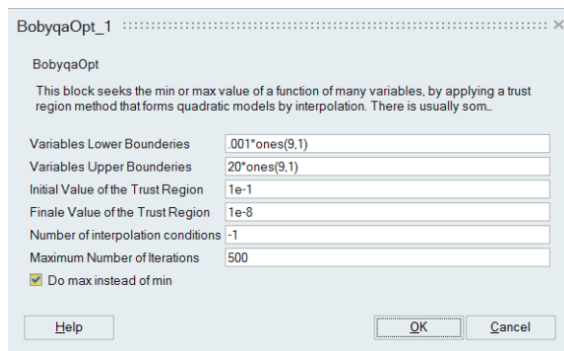 BobyqaOpt_1
BobyqaOpt
This block seeks the min or max value of a function of many variables, by applying a trust
region method that forms quadratic models by interpolation. There is usually som...
Variables Lower Bounderies .001*ones(9,1)
Variables Upper Bounderies 20*ones(9,1)
Initial Value of the Trust Region 1e-1
Finale Value of the Trust Region 1e-8
Number of interpolation conditions -1
Maximum Number of Iterations 500
Do max instead of min
Help OK Cancel